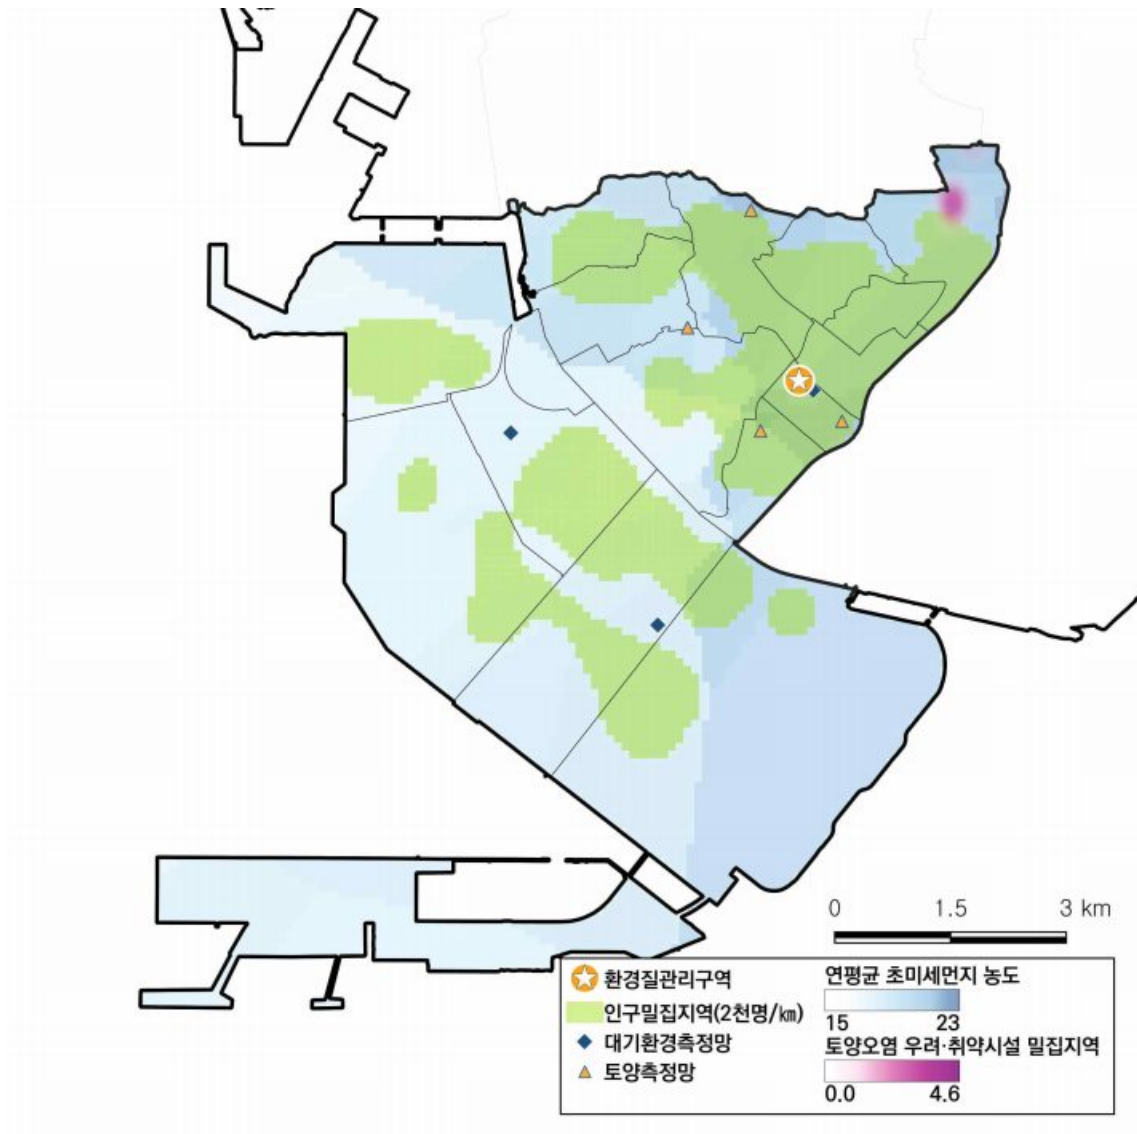 0 1.5 3 km
환경질관리구역
인구밀집지역(2천명/㎢)
대기환경측정망
토양측정망
연평균 초미세먼지 농도
15 23
토양오염 우려·취약시설 밀집지역
0.0 4.6